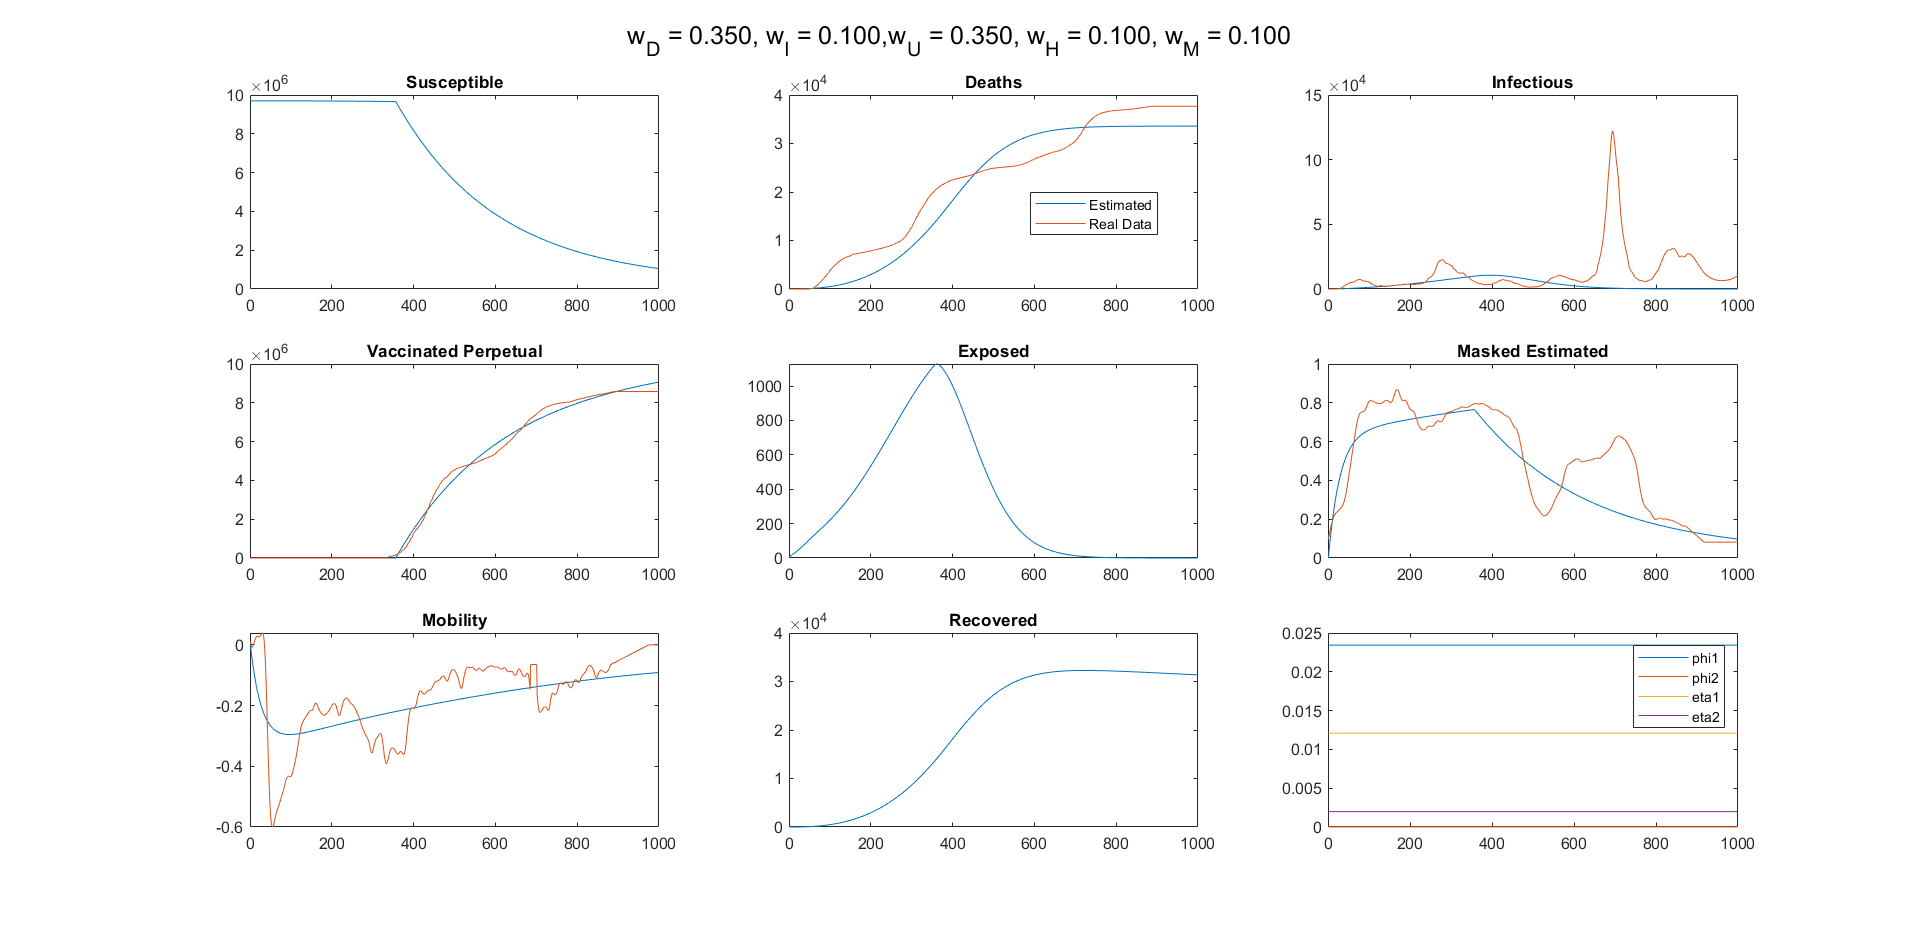 w_D = 0.350, w_I = 0.100,w_U = 0.350, w_H = 0.100, w_M = 0.100
Susceptible
×10^6
10
8
6
4
2
0
0 200 400 600 800 1000
Deaths
×10^4
4
3
2
1
0
Estimated
Real Data
0 200 400 600 800 1000
Infectious
×10^4
15
10
5
0
0 200 400 600 800 1000
Vaccinated Perpetual
×10^6
10
8
6
4
2
0
0 200 400 600 800 1000
Exposed
1000
800
600
400
200
0
0 200 400 600 800 1000
Masked Estimated
1
0.8
0.6
0.4
0.2
0
0 200 400 600 800 1000
Mobility
0
-0.2
-0.4
-0.6
0 200 400 600 800 1000
Recovered
×10^4
4
3
2
1
0
0 200 400 600 800 1000
0.025
0.02
0.015
0.01
0.005
0
phi1
phi2
eta1
eta2
0 200 400 600 800 1000